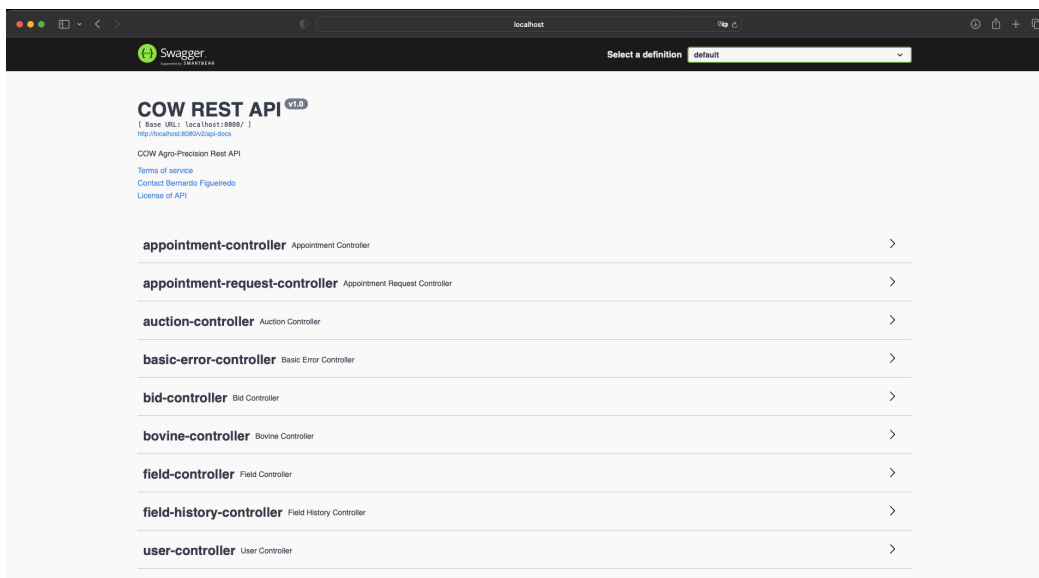 localhost
Swagger.
Supported by SMARTBEAR
Select a definition
default
COW REST API v1.0
[ Base URL: localhost:8080/ ]
http://localhost:8080/v2/api-docs
COW Agro-Precision Rest API
Terms of service
Contact Bernardo Figueiredo
License of API
appointment-controller Appointment Controller
appointment-request-controller Appointment Request Controller
auction-controller Auction Controller
basic-error-controller Basic Error Controller
bid-controller Bid Controller
bovine-controller Bovine Controller
field-controller Field Controller
field-history-controller Field History Controller
user-controller User Controller